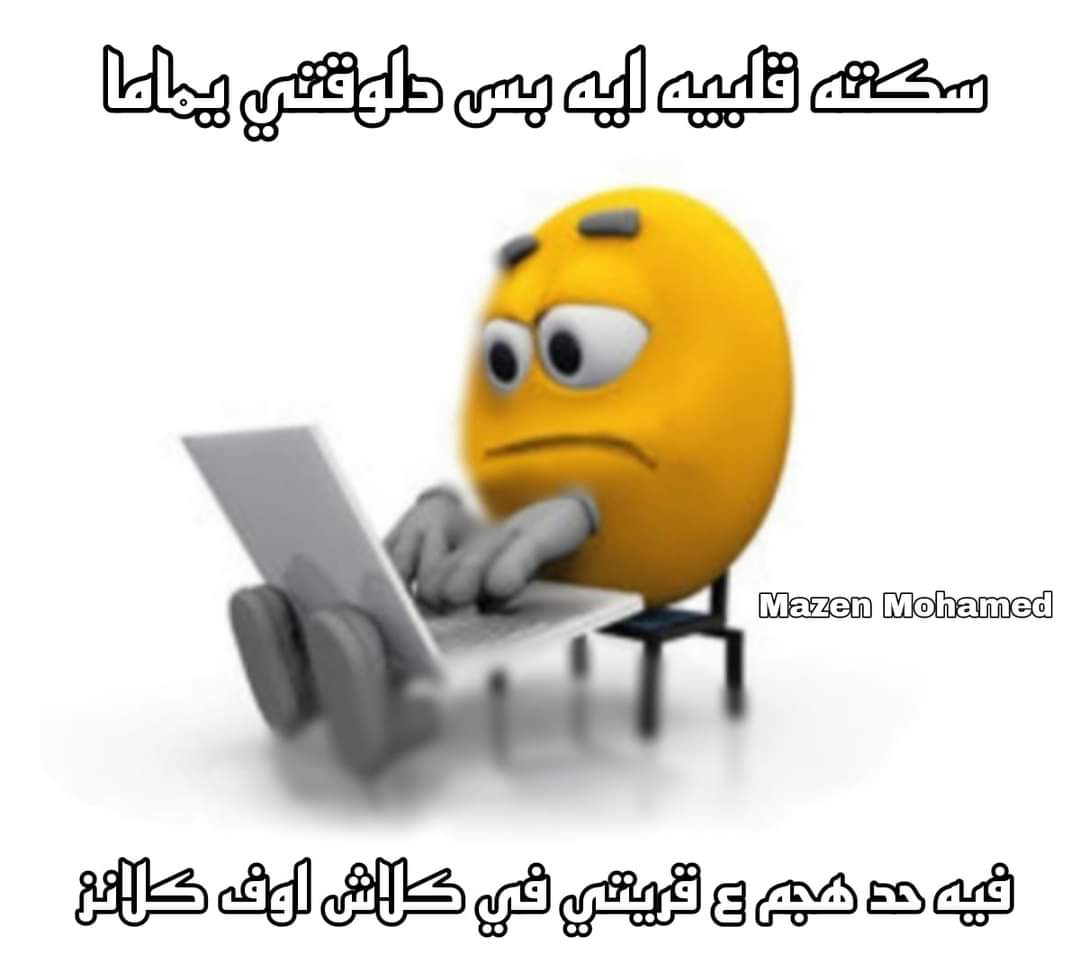 سكته قلبيه ايه بس دلوقتي يماما
Mazen Mohamed
فيه حد هجم ع قريتي في كلاش اوف كلانز